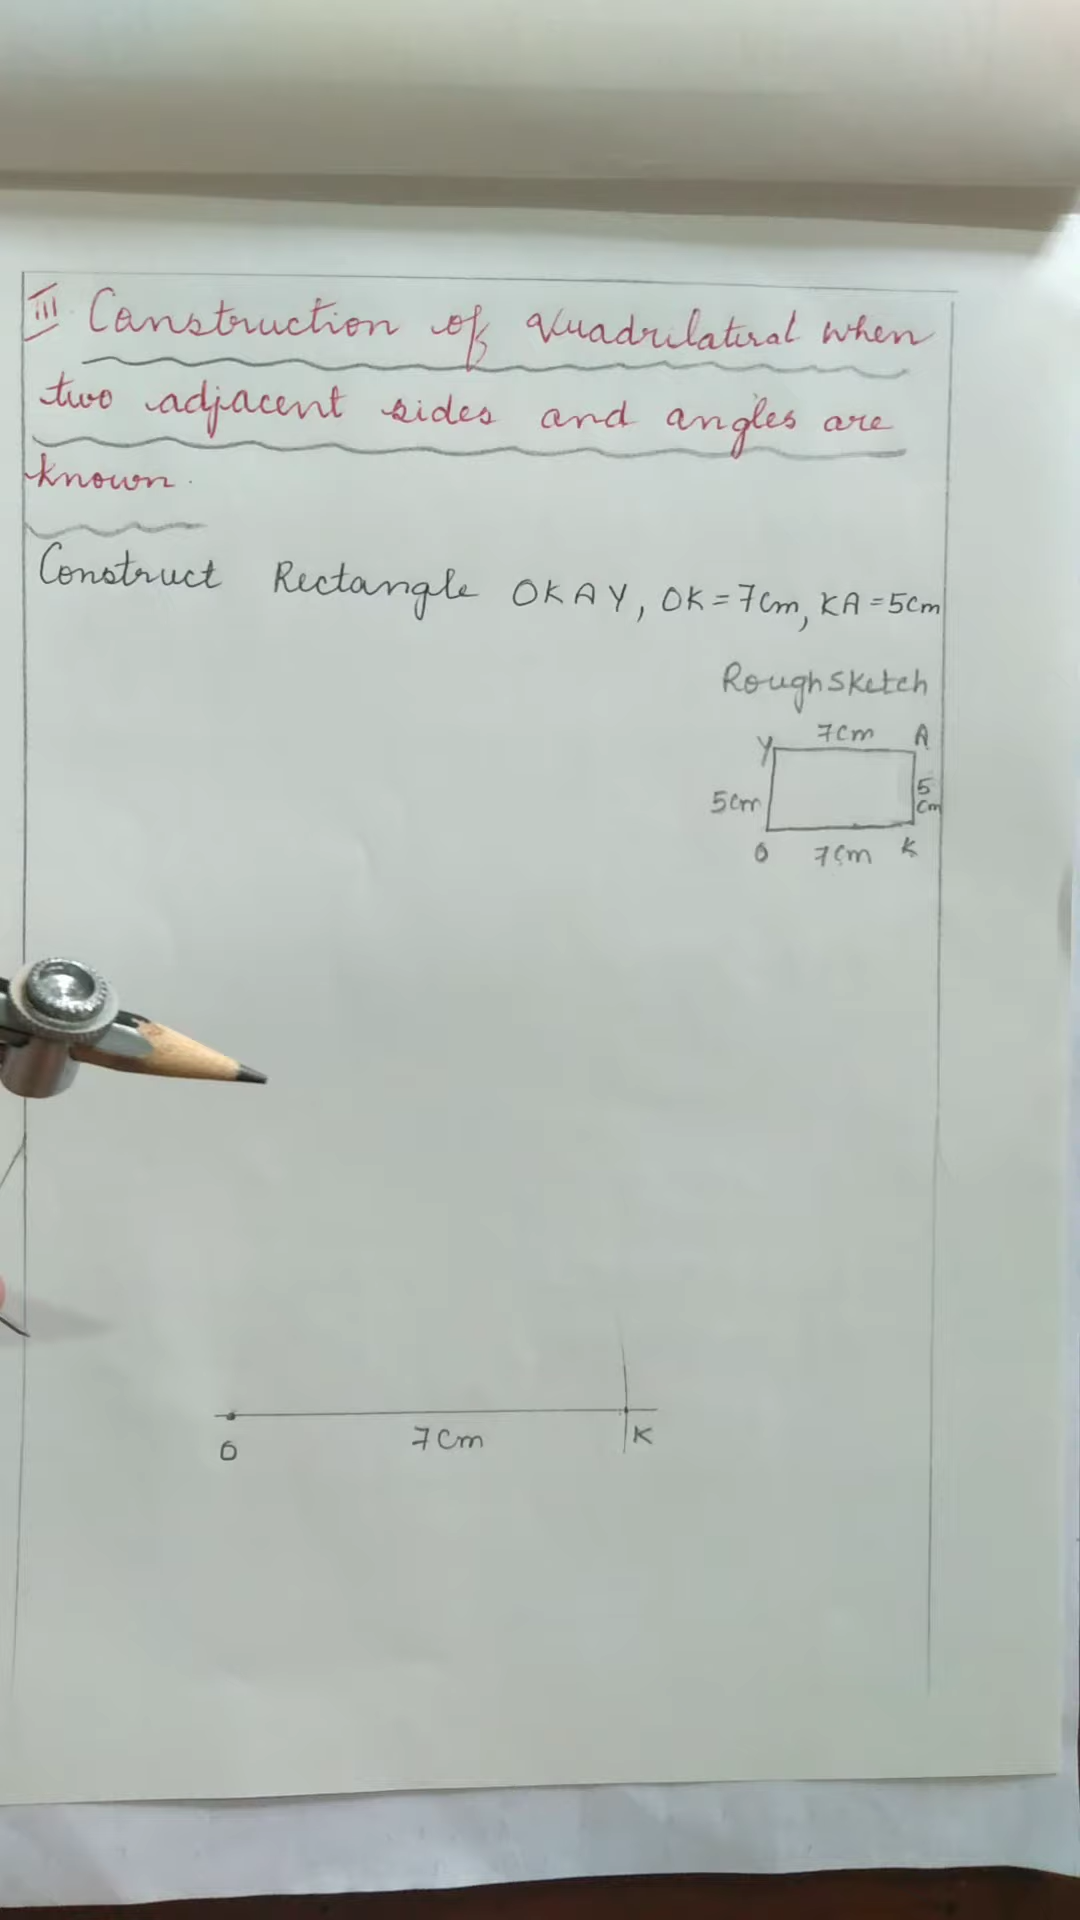 III. Construction of Quadrilateral when
two adjacent sides and angles are
known.
Construct Rectangle OKAY, OK = 7cm, KA = 5cm
Rough Sketch
Y 7cm A
5cm 5
cm
O 7cm K
O 7cm K